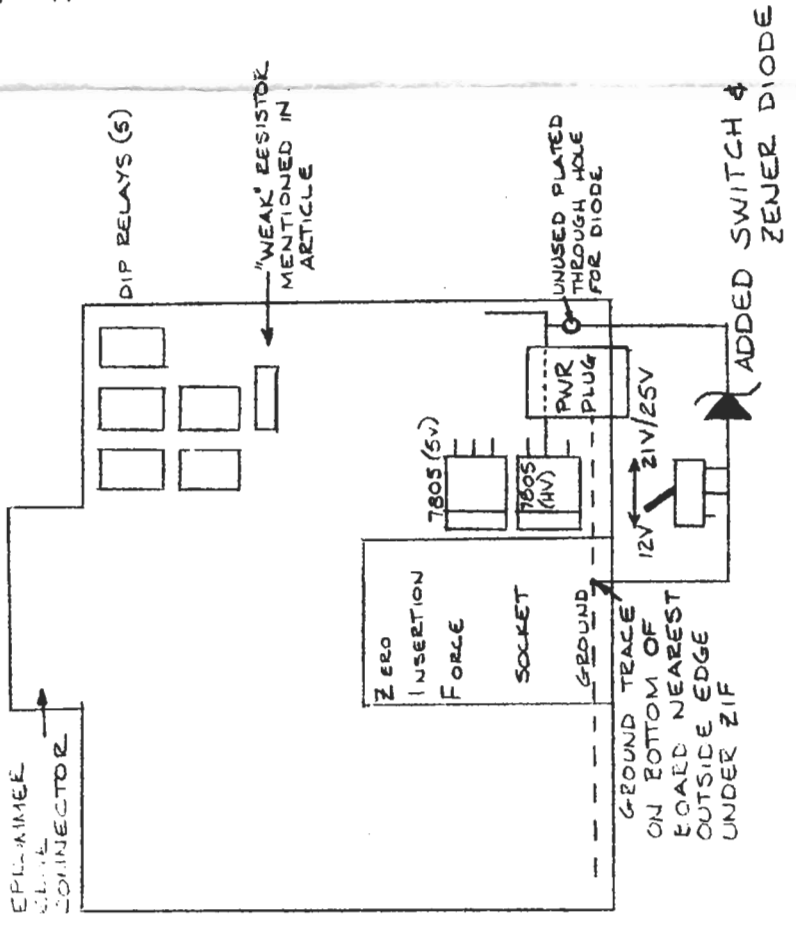 DIP RELAYS (5)
"WEAK" RESISTOR
MENTIONED IN
ARTICLE
UNUSED PLATED
THROUGH HOLE
FOR DIODE
ADDED SWITCH &
ZENER DIODE
PWR
PLUG
21V/25V
12V
7805 (5V)
7805
(HV)
ZERO
INSERTION
FORCE
SOCKET
GROUND
GROUND TRACE
ON BOTTOM OF
BOARD NEAREST
OUTSIDE EDGE
UNDER ZIF
CONNECTOR